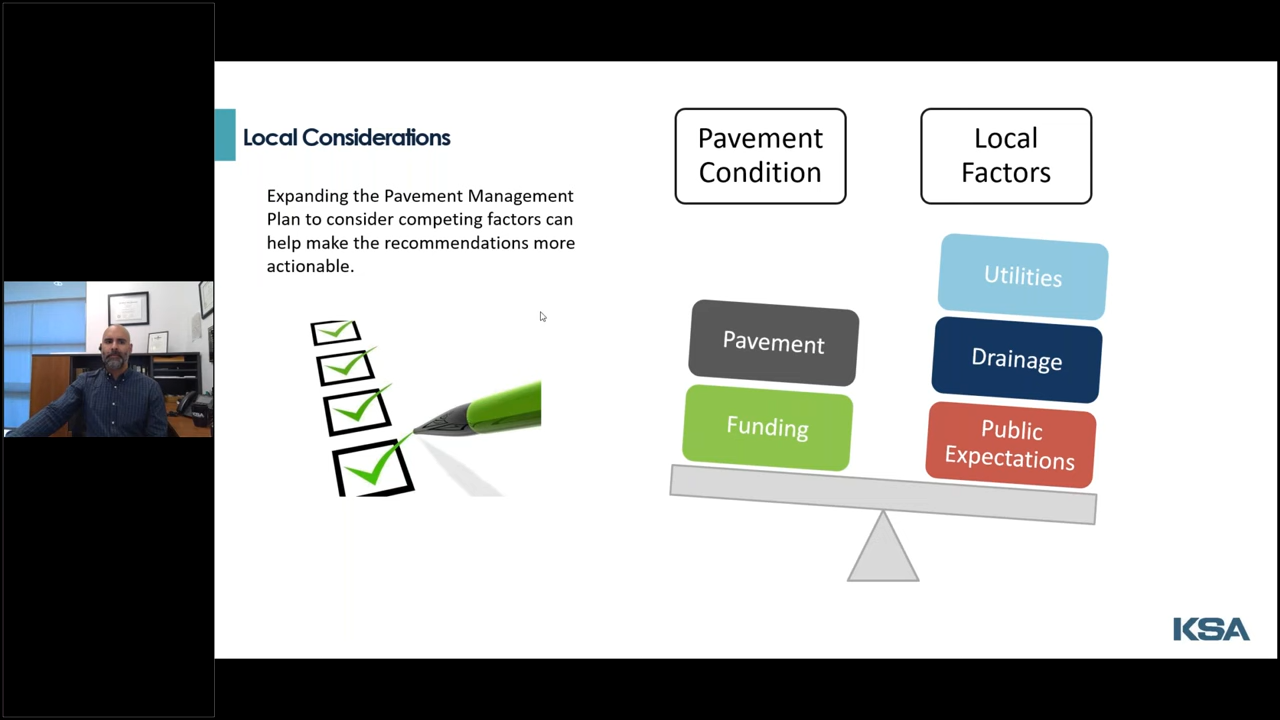 Local Considerations
Expanding the Pavement Management
Plan to consider competing factors can
help make the recommendations more
actionable.
Pavement
Condition
Local
Factors
Pavement
Funding
Utilities
Drainage
Public
Expectations
KSA